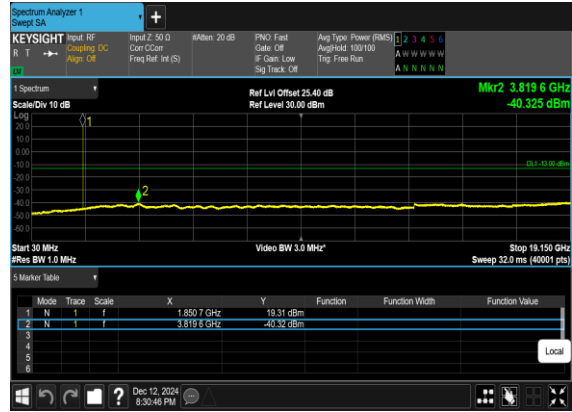 Spectrum Analyzer 1
Swept SA
+
KEYSIGHT
R T
Input: RF
Coupling: DC
Align: Off
Input Z: 50 Ω
Corr CCorr
Freq Ref: Int (S)
#Atten: 20 dB
PNO: Fast
Gate: Off
IF Gain: Low
Sig Track: Off
Avg Type: Power (RMS)
Avg|Hold: 100/100
Trig: Free Run
1 2 3 4 5 6
A W W W W W
A N N N N N
1 Spectrum
Ref Lvl Offset 25.40 dB
Mkr2 3.819 6 GHz
Scale/Div 10 dB
Ref Level 30.00 dBm
-40.325 dBm
Log
1
20.0
10.0
0.00
-10.0
DL1 -13.00 dBm
-20.0
-30.0
2
-40.0
-50.0
-60.0
Start 30 MHz
Video BW 3.0 MHz*
Stop 19.150 GHz
#Res BW 1.0 MHz
Sweep 32.0 ms (40001 pts)
5 Marker Table
Mode Trace Scale X Y Function Function Width Function Value
1 N 1 f 1.850 7 GHz 19.31 dBm
2 N 1 f 3.819 6 GHz -40.32 dBm
3
4
5
6
Local
?
Dec 12, 2024
8:30:46 PM